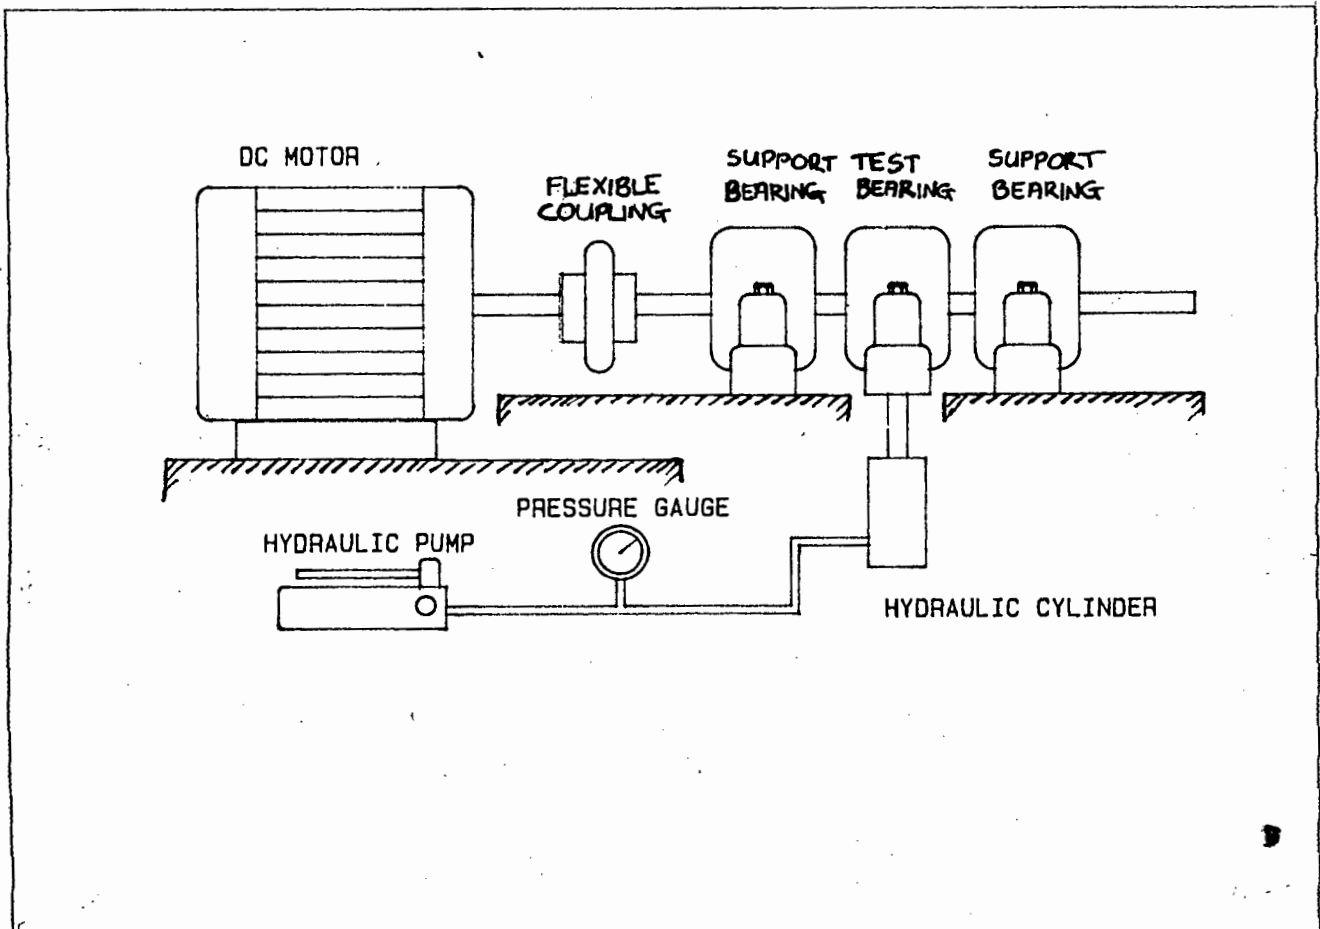 DC MOTOR
FLEXIBLE
COUPLING
SUPPORT
BEARING
TEST
BEARING
SUPPORT
BEARING
PRESSURE GAUGE
HYDRAULIC PUMP
HYDRAULIC CYLINDER